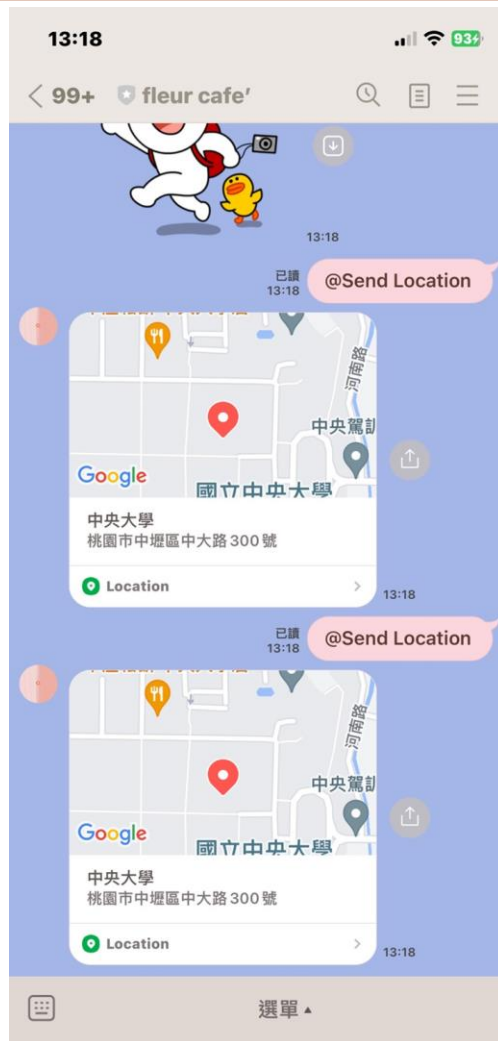 13:18
93
99+ fleur cafe'
13:18
已讀
13:18
@Send Location
河南路
中央駕訓
Google
國立中央大學
中央大學
桃園市中壢區中大路300號
Location
13:18
已讀
13:18
@Send Location
河南路
中央駕訓
Google
國立中央大學
中央大學
桃園市中壢區中大路300號
Location
13:18
選單